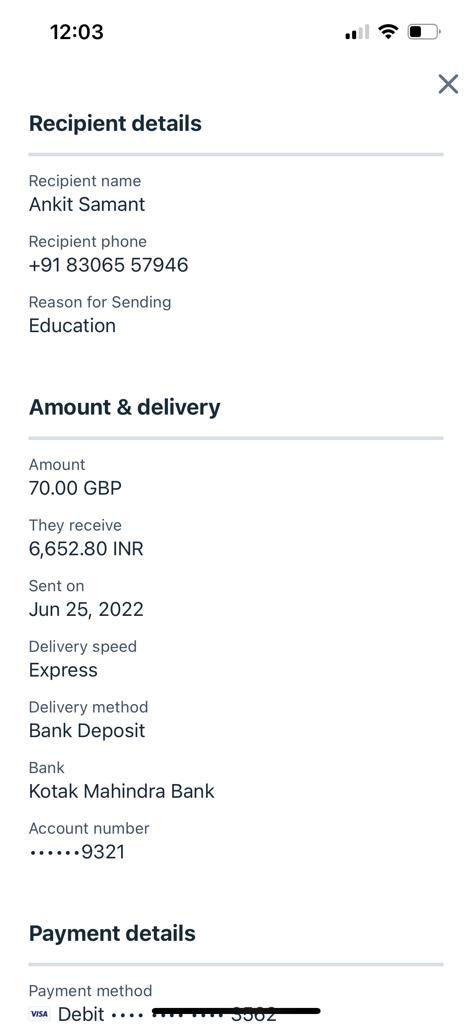 12:03
Recipient details
Recipient name
Ankit Samant
Recipient phone
+91 83065 57946
Reason for Sending
Education
Amount & delivery
Amount
70.00 GBP
They receive
6,652.80 INR
Sent on
Jun 25, 2022
Delivery speed
Express
Delivery method
Bank Deposit
Bank
Kotak Mahindra Bank
Account number
••••••9321
Payment details
Payment method
VISA Debit •••• •••• ••••